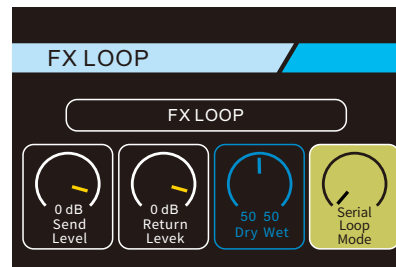 FX LOOP
FX LOOP
0 dB
Send
Level
0 dB
Return
Levek
50 50
Dry Wet
Serial
Loop
Mode